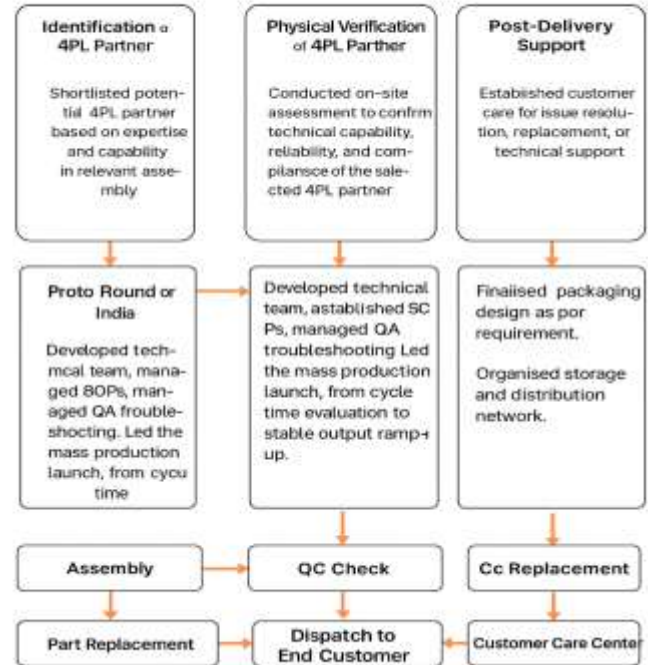 Identification o
4PL Partner
Shortlisted poten-
tial 4PL partner
based on expertise
and capability
in relevant asse-
mbly
Physical Verification
of 4PL Parther
Conducted on-site
assessment to confirm
technical capability,
reliability, and com-
pilansce of the sale-
cted 4PL partner
Post-Delivery
Support
Established customer
care for issue resolu-
tion, replacement, or
technical support
Proto Round or
India
Developed tech-
mcal team, mana-
ged 8OPs, man-
aged QA frouble-
shocting. Led the
mass production
launch, from cycu
time
Developed technical
team, astablished SC
Ps, managed QA
troubleshooting Led
the mass production
launch, from cycle
time evaluation to
stable output ramp-ı
up.
Finaiised packaging
design as por
requirement.
Organised storage
and distribution
network.
Assembly
QC Check
Cc Replacement
Part Replacement
Dispatch to
End Customer
Customer Care Center